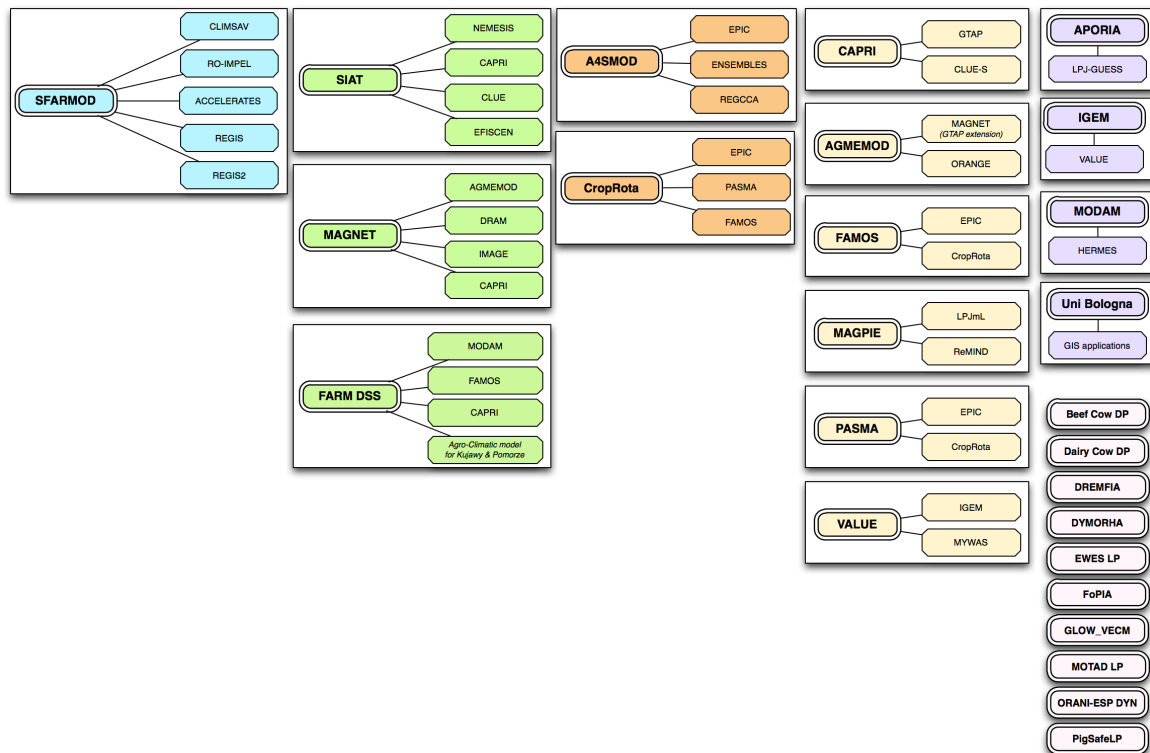 SFARMOD
CLIMSAV
RO-IMPEL
ACCELERATES
REGIS
REGIS2
SIAT
NEMESIS
CAPRI
CLUE
EFISCEN
MAGNET
AGMEMOD
DRAM
IMAGE
CAPRI
FARM DSS
MODAM
FAMOS
CAPRI
Agro-Climatic model
for Kujawy & Pomorze
A4SMOD
EPIC
ENSEMBLES
REGCCA
CropRota
EPIC
PASMA
FAMOS
CAPRI
GTAP
CLUE-S
AGMEMOD
MAGNET
(GTAP extension)
ORANGE
FAMOS
EPIC
CropRota
MAGPIE
LPJmL
ReMIND
PASMA
EPIC
CropRota
VALUE
IGEM
MYWAS
APORIA
LPJ-GUESS
IGEM
VALUE
MODAM
HERMES
Uni Bologna
GIS applications
Beef Cow DP
Dairy Cow DP
DREMFIA
DYMORHA
EWES LP
FoPIA
GLOW_VECM
MOTAD LP
ORANI-ESP DYN
PigSafeLP